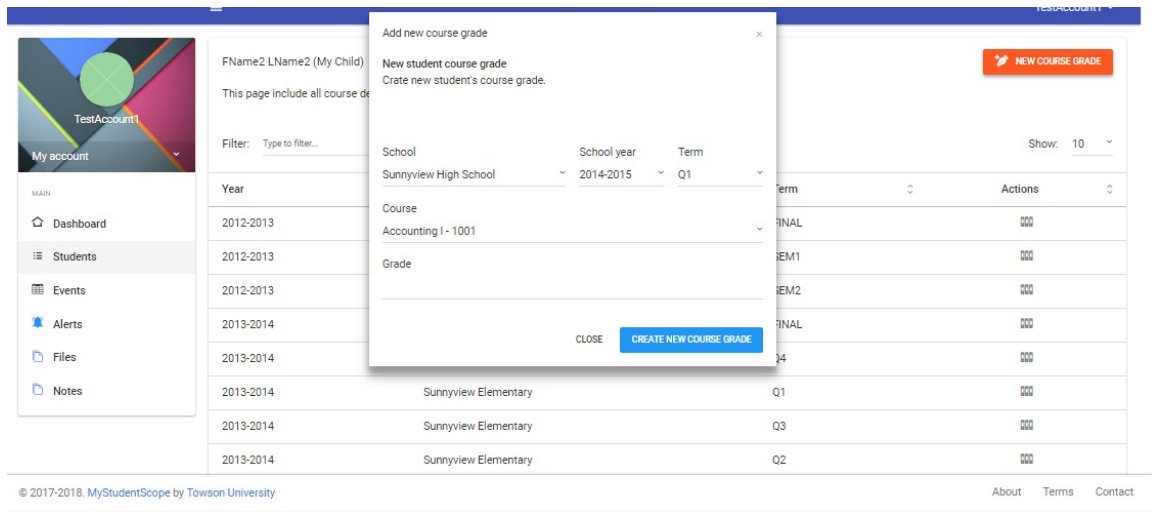 TestAccount1
Add new course grade
×
FName2 LName2 (My Child)
New student course grade
NEW COURSE GRADE
Crate new student's course grade.
This page include all course de
TestAccount1
Filter: Type to filter...
Show: 10
My account
School School year Term
Sunnyview High School 2014-2015 Q1
MAIN
Year
Term Actions
Course
Dashboard
2012-2013
FINAL
Accounting I - 1001
Students
2012-2013
SEM1
Grade
Events
2012-2013
SEM2
Alerts
2013-2014
FINAL
CLOSE CREATE NEW COURSE GRADE
Files
2013-2014
Q4
Notes
2013-2014 Sunnyview Elementary Q1
2013-2014 Sunnyview Elementary Q3
2013-2014 Sunnyview Elementary Q2
© 2017-2018. MyStudentScope by Towson University
About Terms Contact